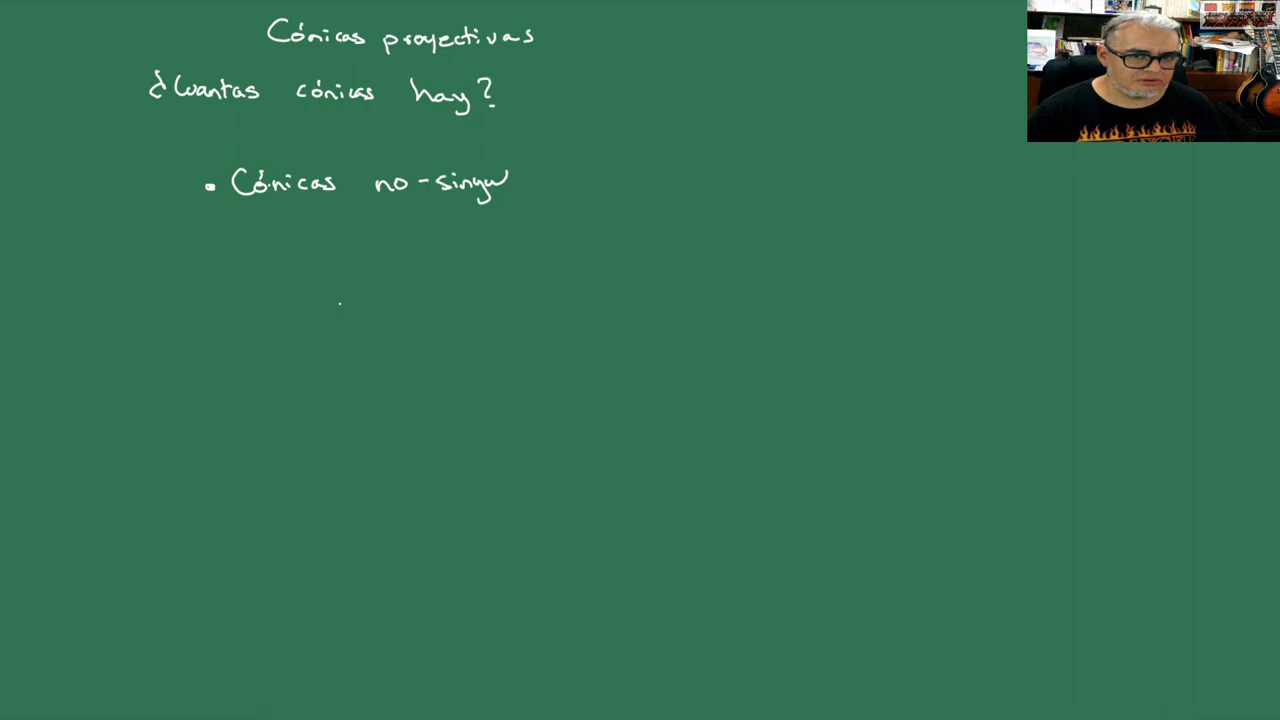 Cónicas proyectivas
¿Cuantas cónicas hay?
• Cónicas no-singu